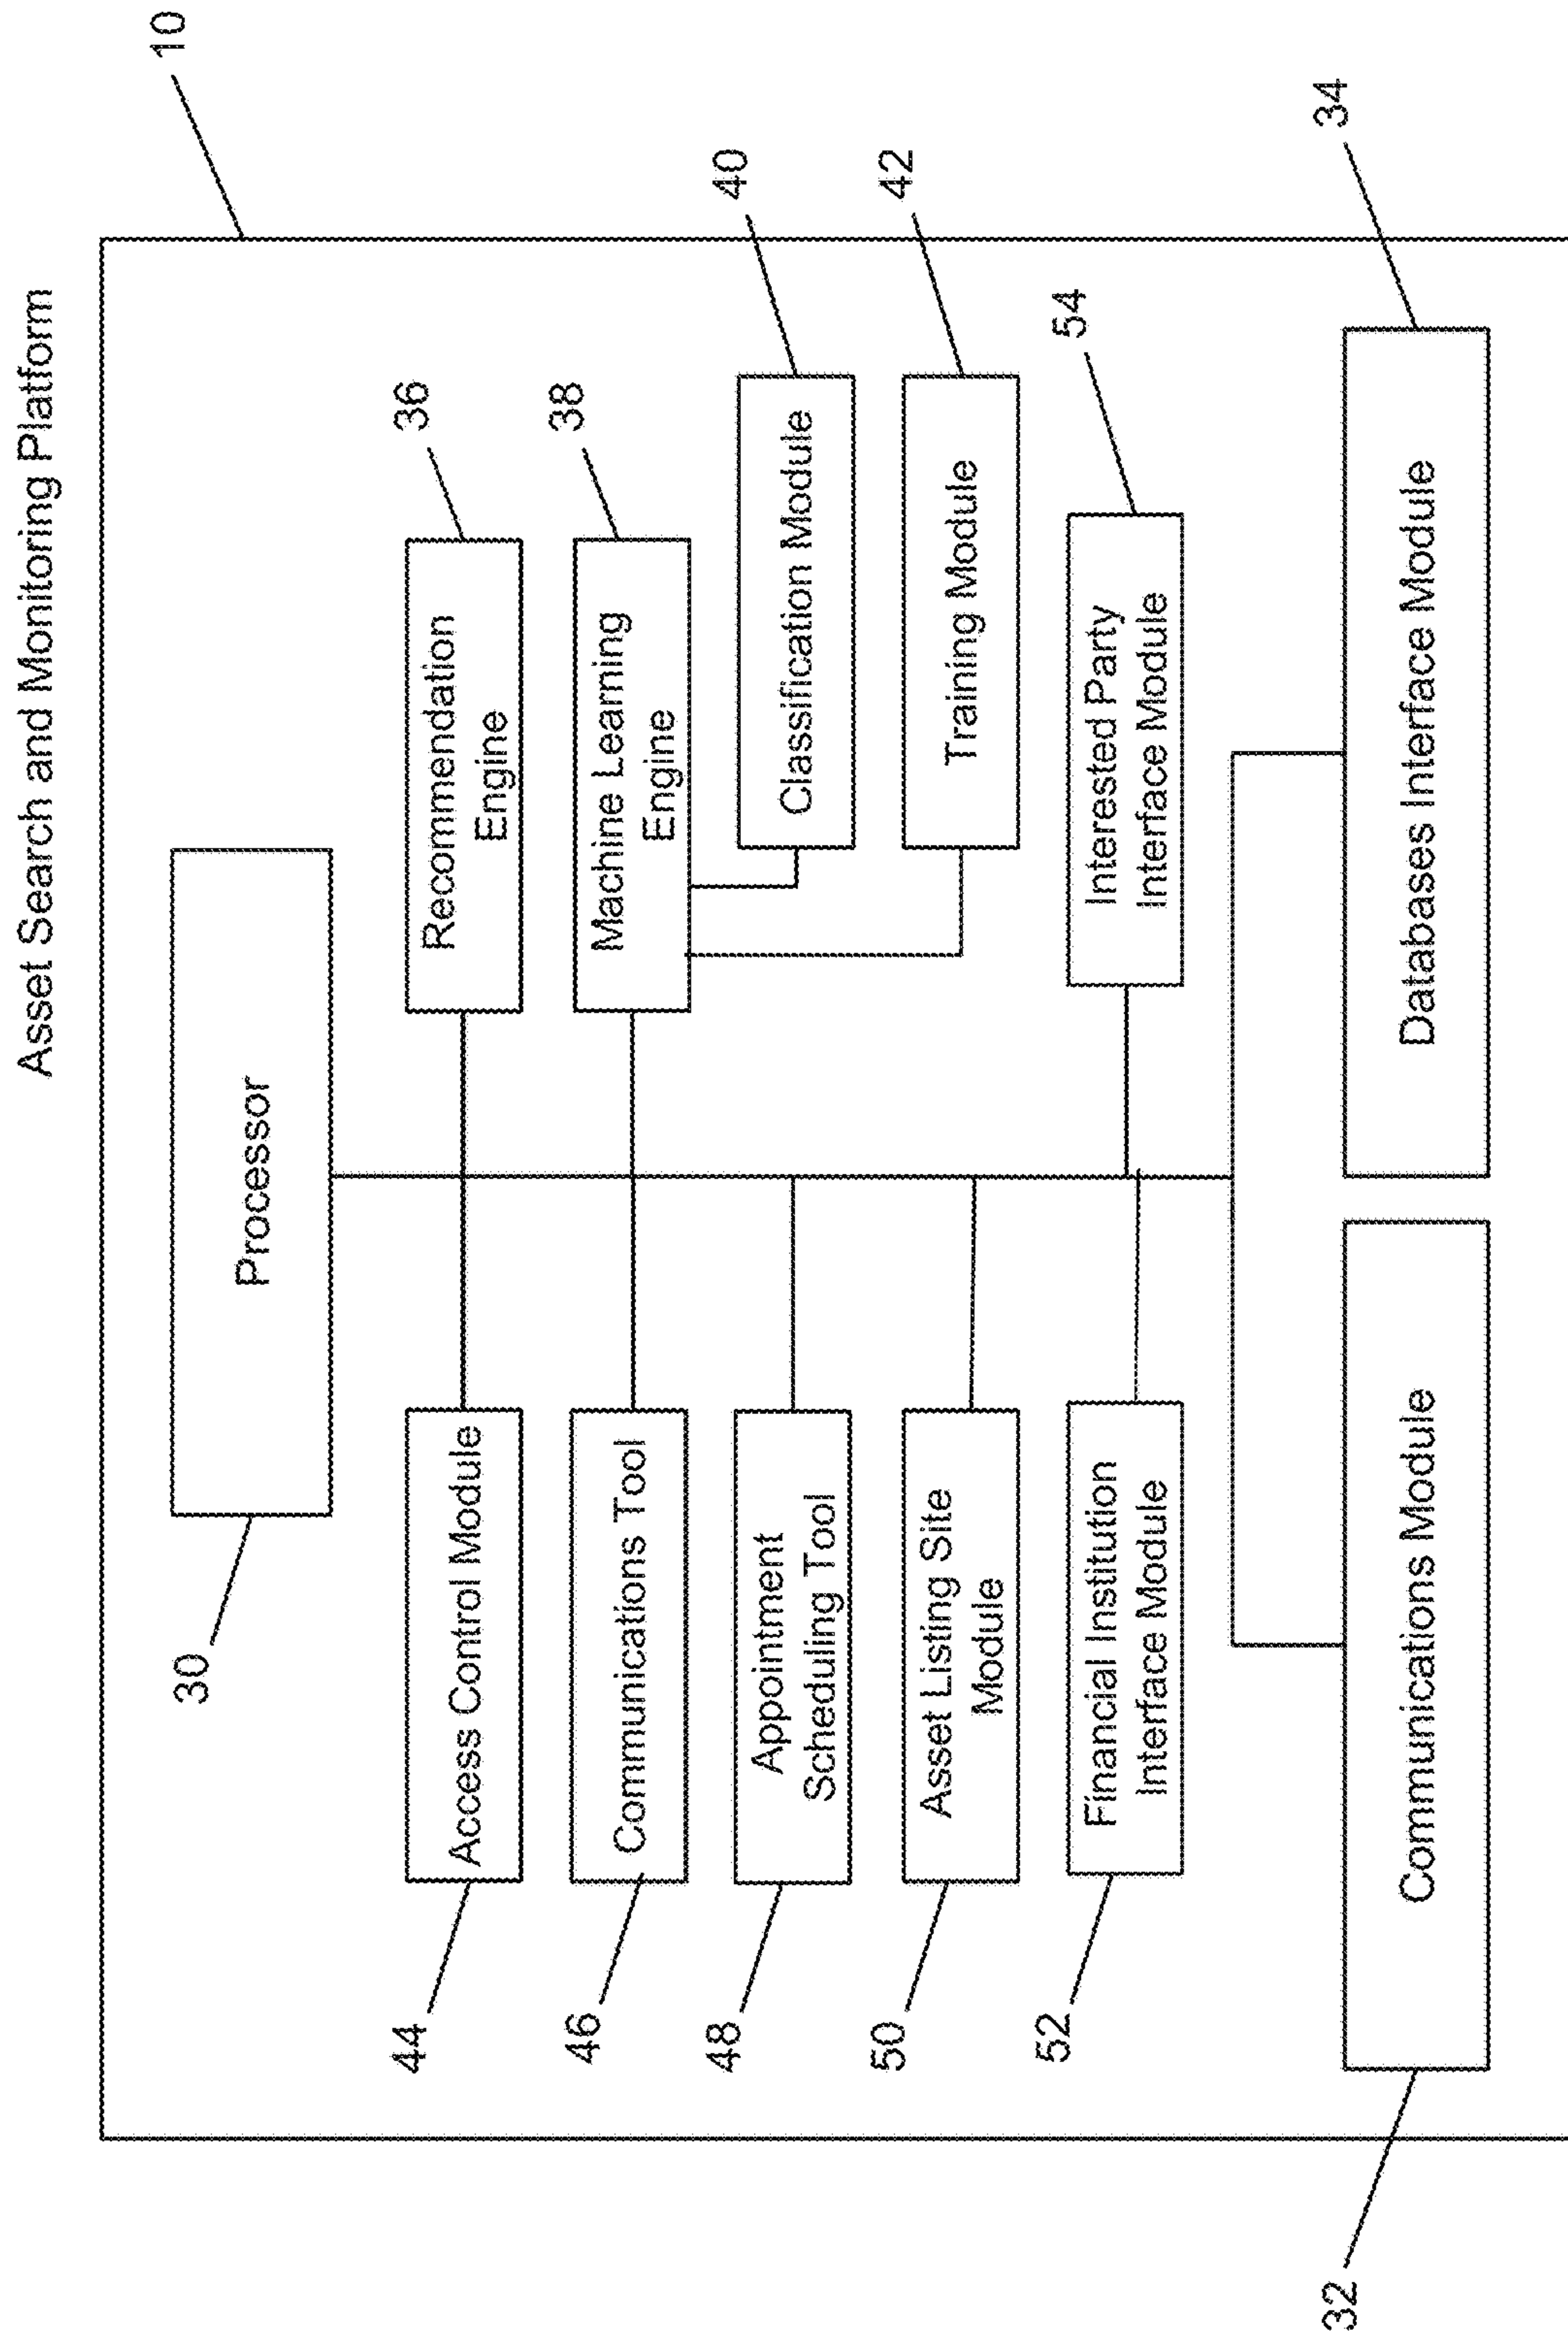 Asset Search and Monitoring Platform
10
Processor
30
Access Control Module
44
Recommendation
Engine
36
Communications Tool
46
Machine Learning
Engine
38
Appointment
Scheduling Tool
48
Classification Module
40
Asset Listing Site
Module
50
Training Module
42
Financial Institution
Interface Module
52
Interested Party
Interface Module
54
Communications Module
32
Databases Interface Module
34